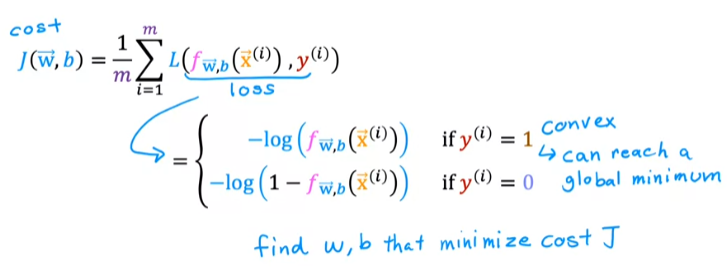 cost
J(w⃗,b) = 1/m ∑_{i=1}^{m} L(f_{w⃗,b}(x⃗^{(i)}), y^{(i)})
loss
= { −log(f_{w⃗,b}(x⃗^{(i)})) if y^{(i)} = 1
−log(1 − f_{w⃗,b}(x⃗^{(i)})) if y^{(i)} = 0
convex
↳ can reach a
global minimum
find w, b that minimize cost J